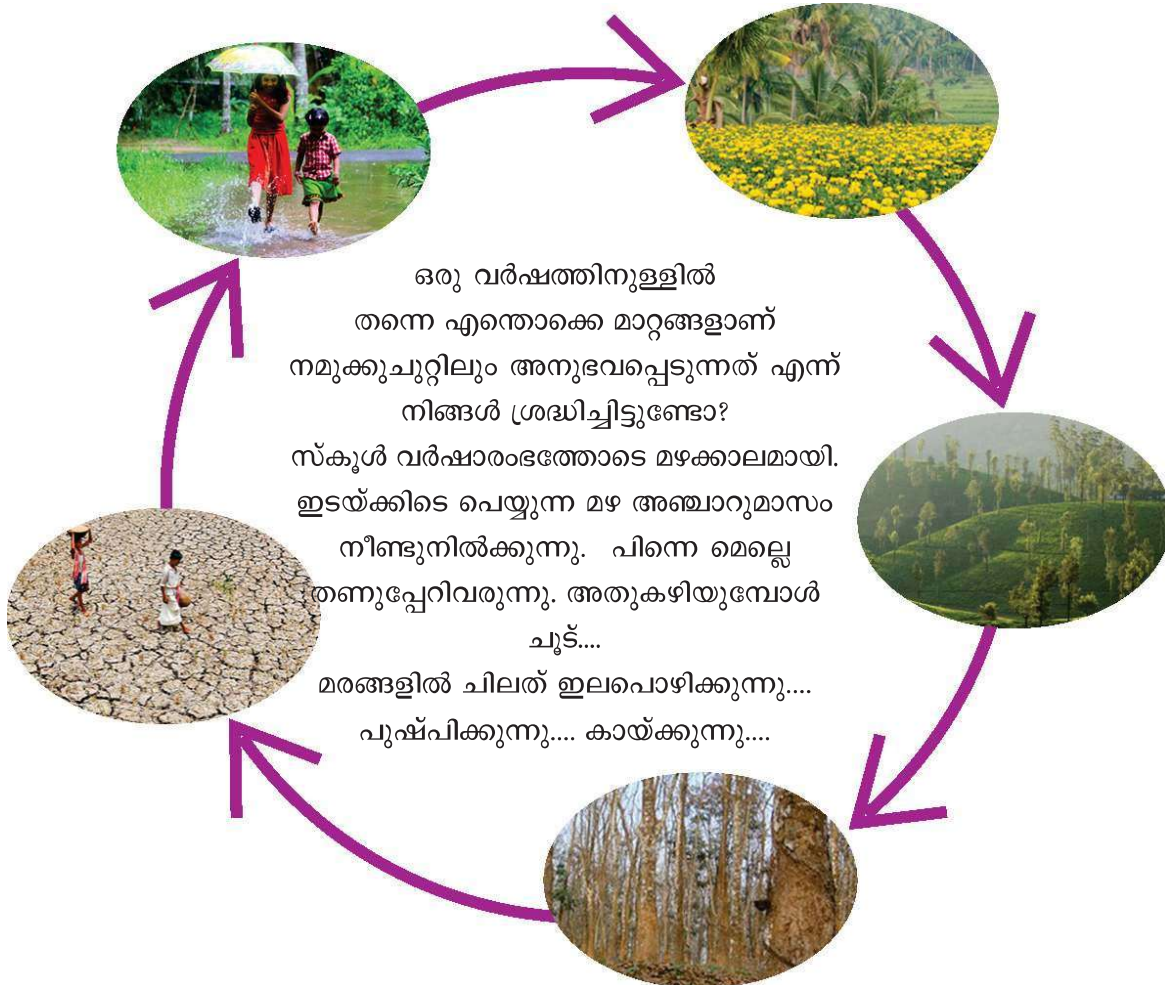 ഒരു വർഷത്തിനുള്ളിൽ
തന്നെ എന്തൊക്കെ മാറ്റങ്ങളാണ്
നമുക്കുചുറ്റിലും അനുഭവപ്പെടുന്നത് എന്ന്
നിങ്ങൾ ശ്രദ്ധിച്ചിട്ടുണ്ടോ?
സ്കൂൾ വർഷാരംഭത്തോടെ മഴക്കാലമായി.
ഇടയ്ക്കിടെ പെയ്യുന്ന മഴ അഞ്ചാറുമാസം
നീണ്ടുനിൽക്കുന്നു. പിന്നെ മെല്ലെ
തണുപ്പേറിവരുന്നു. അതുകഴിയുമ്പോൾ
ചൂട്....
മരങ്ങളിൽ ചിലത് ഇലപൊഴിക്കുന്നു....
പുഷ്പിക്കുന്നു.... കായ്ക്കുന്നു....